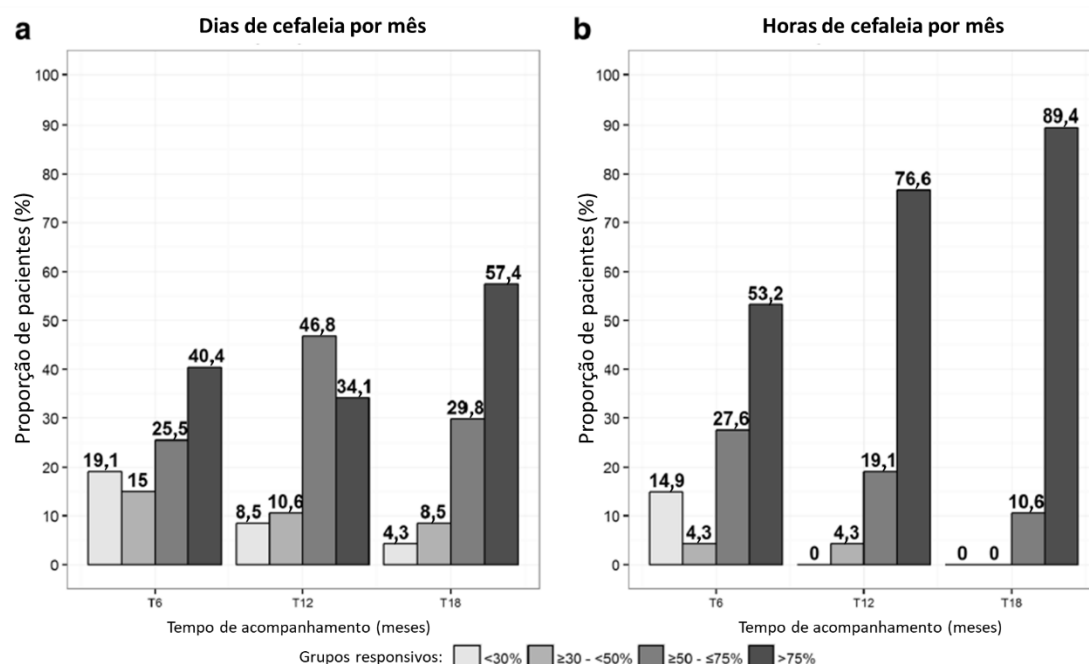 a Dias de cefaleia por mês
Proporção de pacientes (%)
100
90
80
70
60
50
40
30
20
10
0
19,1 15 25,5 40,4
8,5 10,6 46,8 34,1
4,3 8,5 29,8 57,4
T6 T12 T18
Tempo de acompanhamento (meses)
b Horas de cefaleia por mês
Proporção de pacientes (%)
100
90
80
70
60
50
40
30
20
10
0
14,9 4,3 27,6 53,2
0 4,3 19,1 76,6
0 0 10,6 89,4
T6 T12 T18
Tempo de acompanhamento (meses)
Grupos responsivos: <30% ≥30 - <50% ≥50 - ≤75% >75%